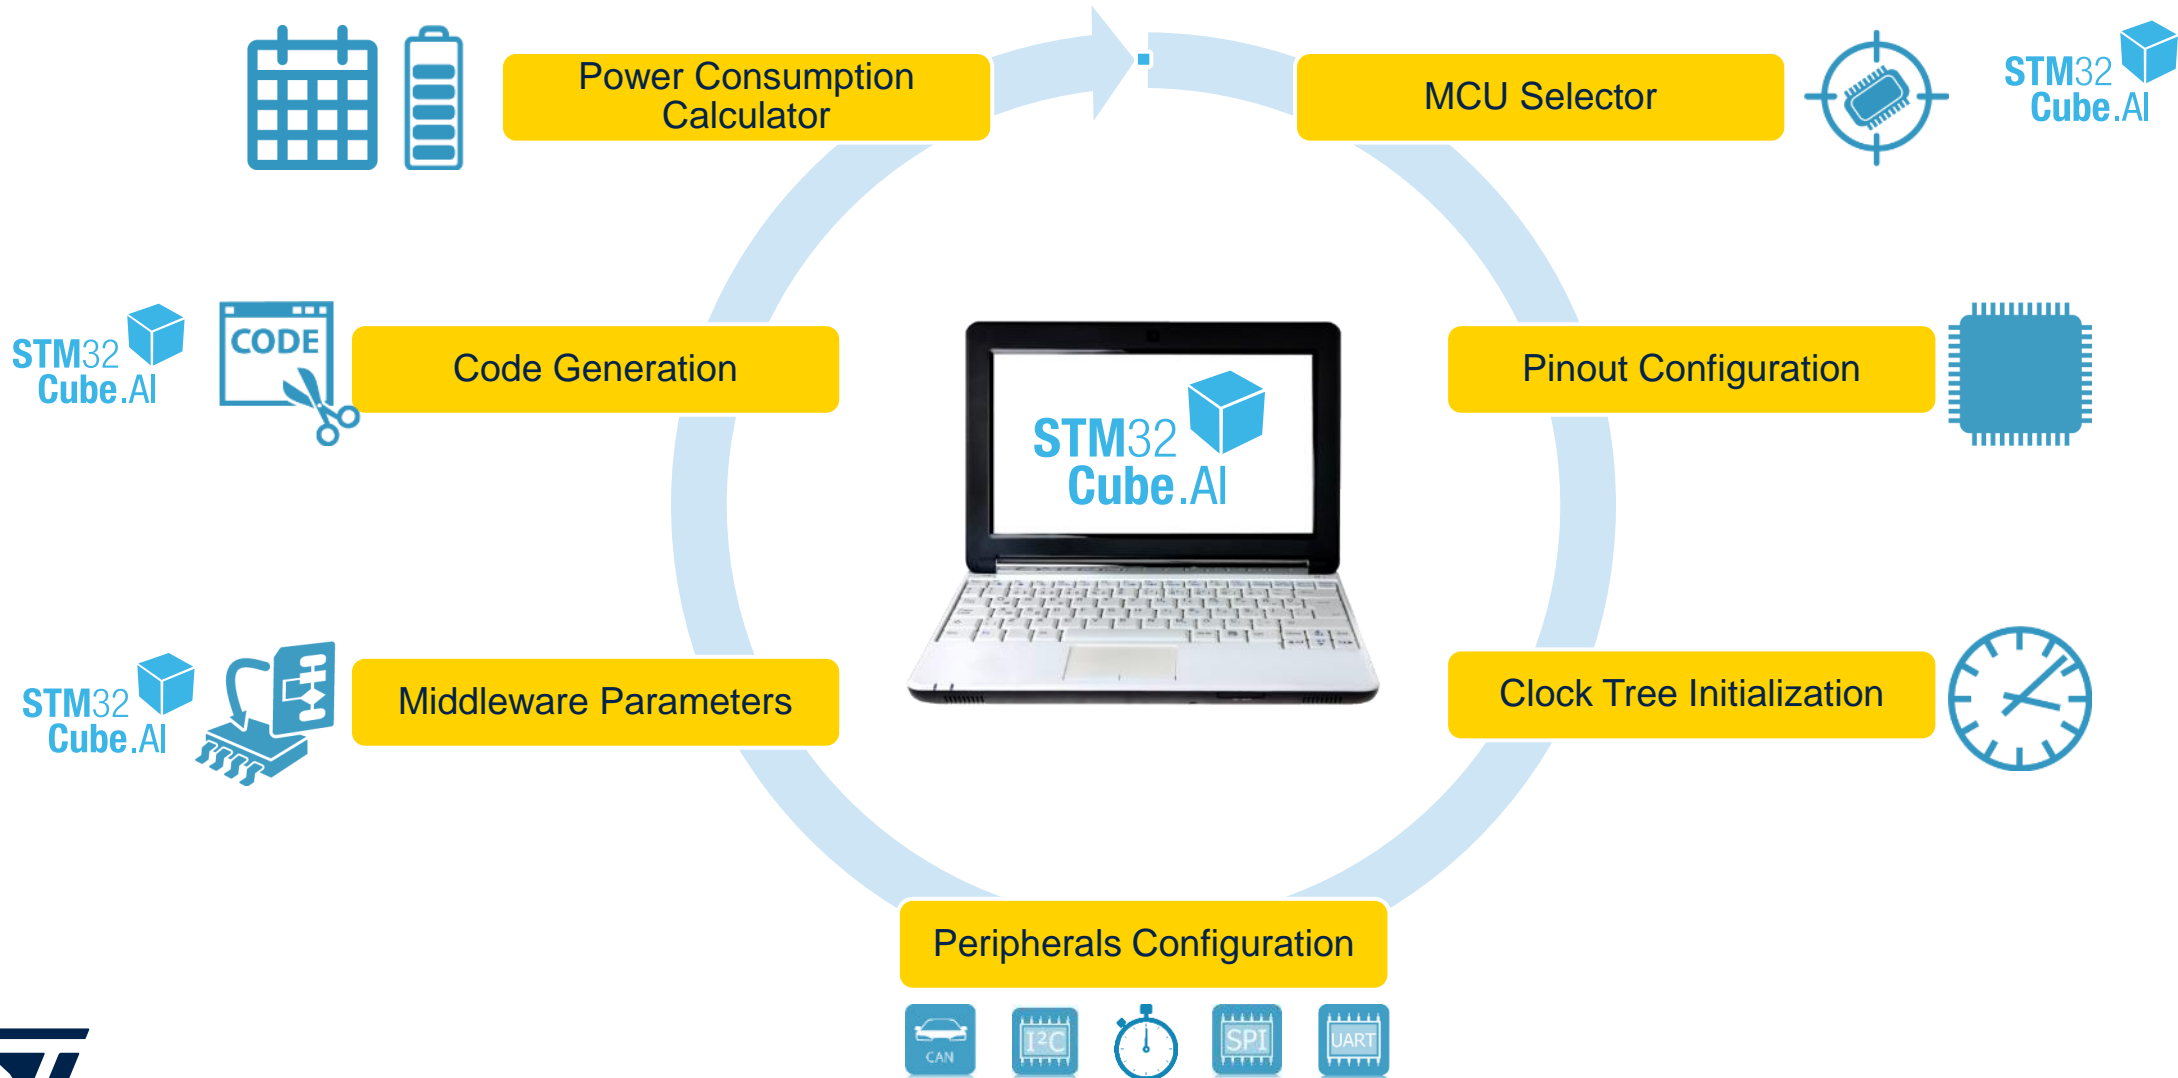 Power Consumption
Calculator
MCU Selector
STM32
Cube.AI
STM32
Cube.AI
CODE
Code Generation
STM32
Cube.AI
Pinout Configuration
STM32
Cube.AI
Middleware Parameters
Clock Tree Initialization
Peripherals Configuration
CAN
I²C
SPI
UART